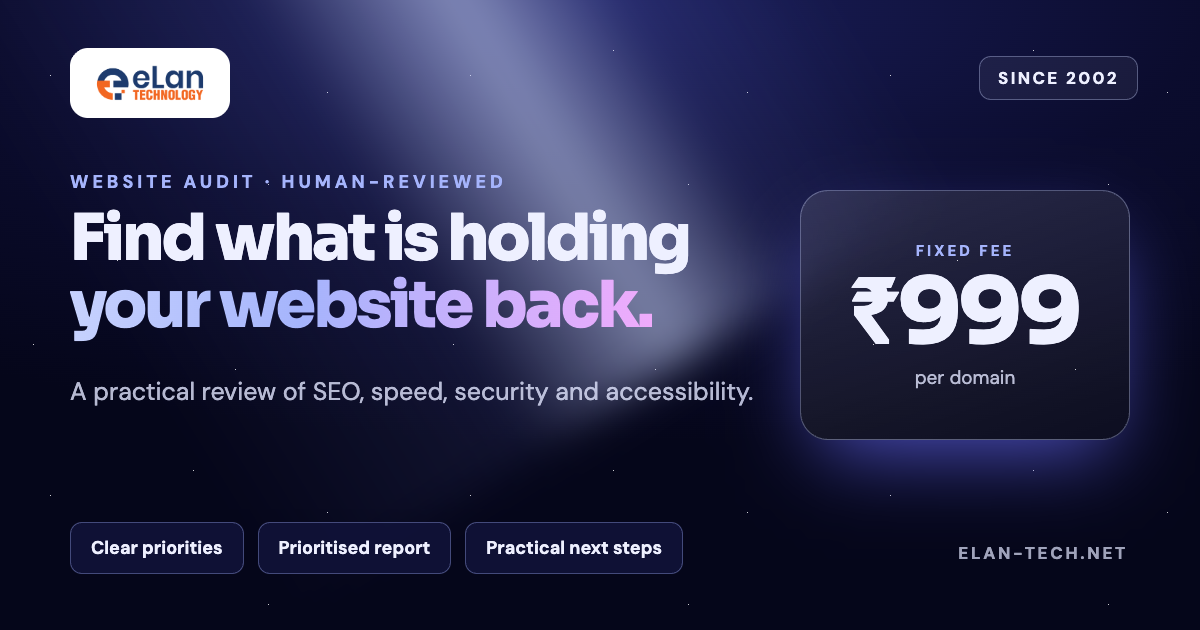 eLan
TECHNOLOGY
SINCE 2002
WEBSITE AUDIT · HUMAN-REVIEWED
Find what is holding
your website back.
A practical review of SEO, speed, security and accessibility.
FIXED FEE
₹999
per domain
Clear priorities
Prioritised report
Practical next steps
ELAN-TECH.NET